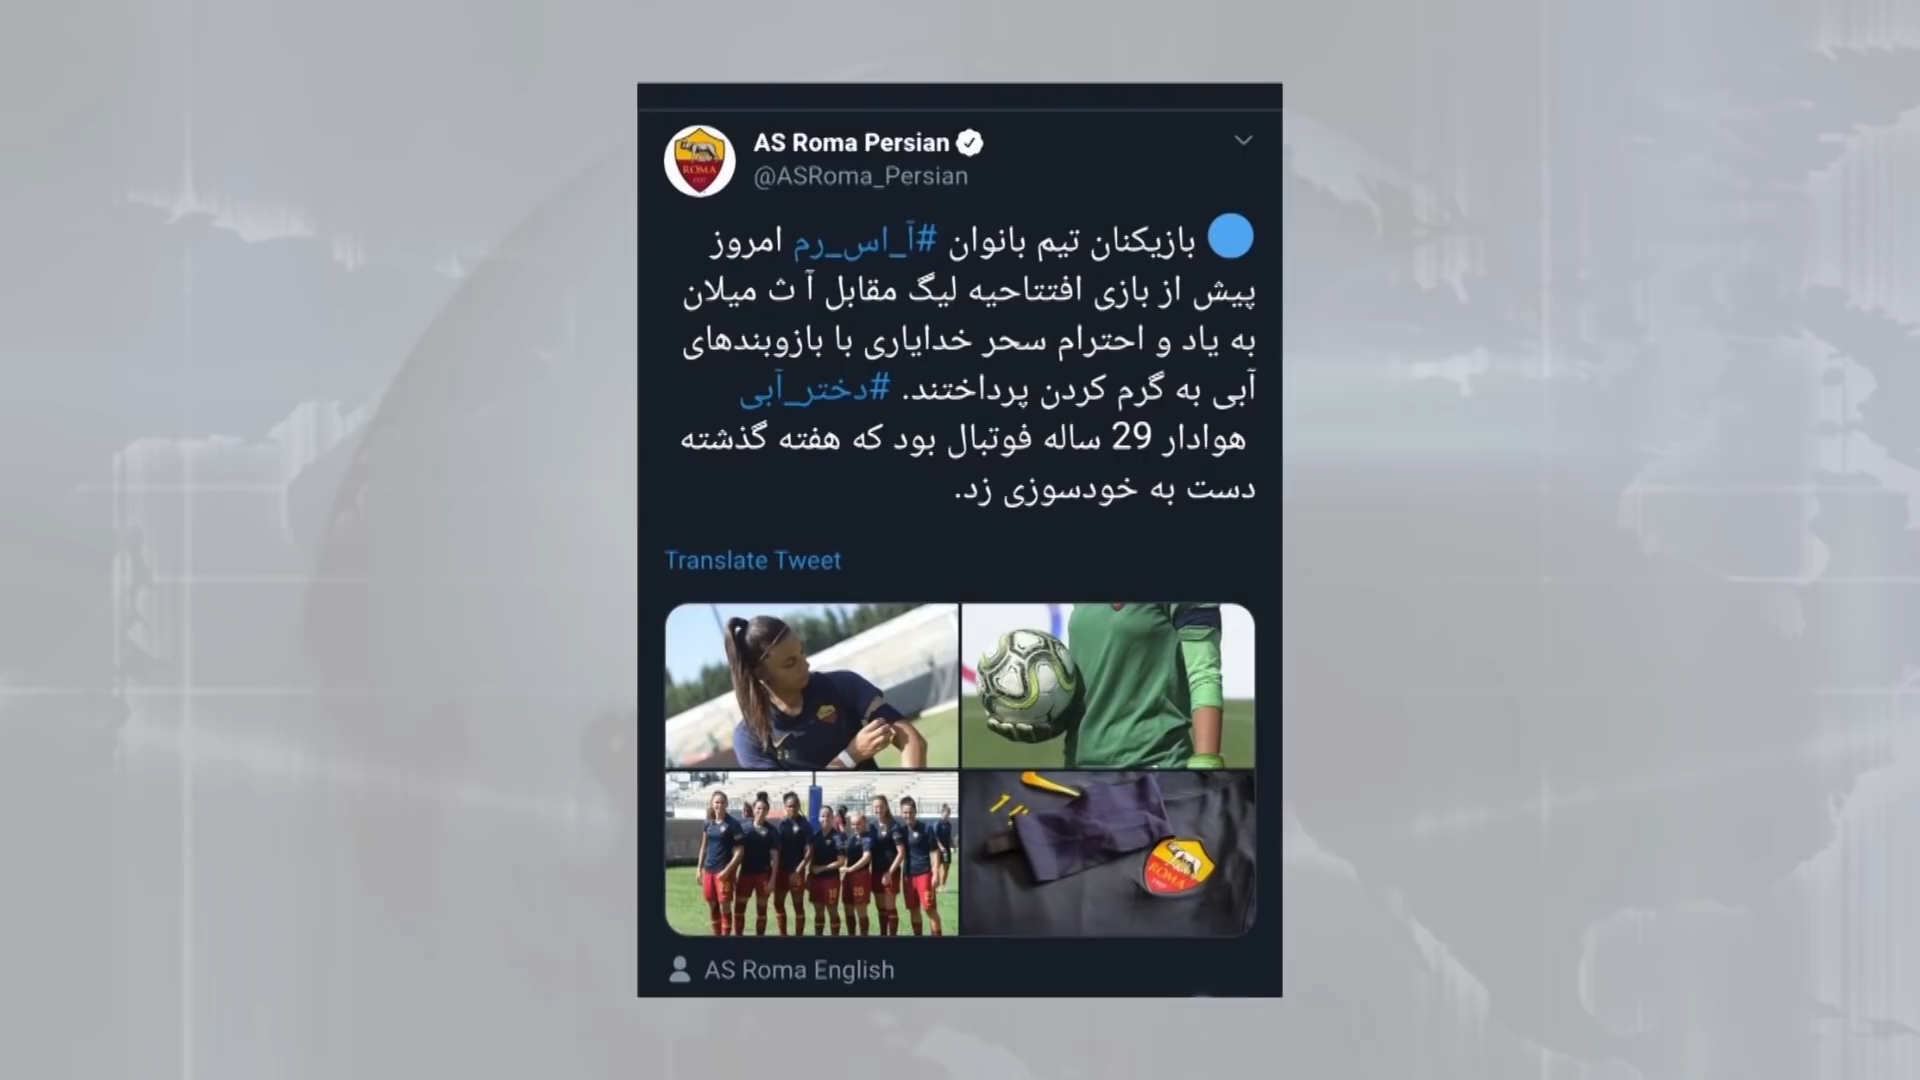 AS Roma Persian
@ASRoma_Persian
بازیکنان تیم بانوان #آ_اس_رم امروز
پیش از بازی افتتاحیه لیگ مقابل آ ث میلان
به یاد و احترام سحر خدایاری با بازوبندهای
آبی به گرم کردن پرداختند. #دختر_آبی
هوادار 29 ساله فوتبال بود که هفته گذشته
دست به خودسوزی زد.
Translate Tweet
ROMA
AS Roma English